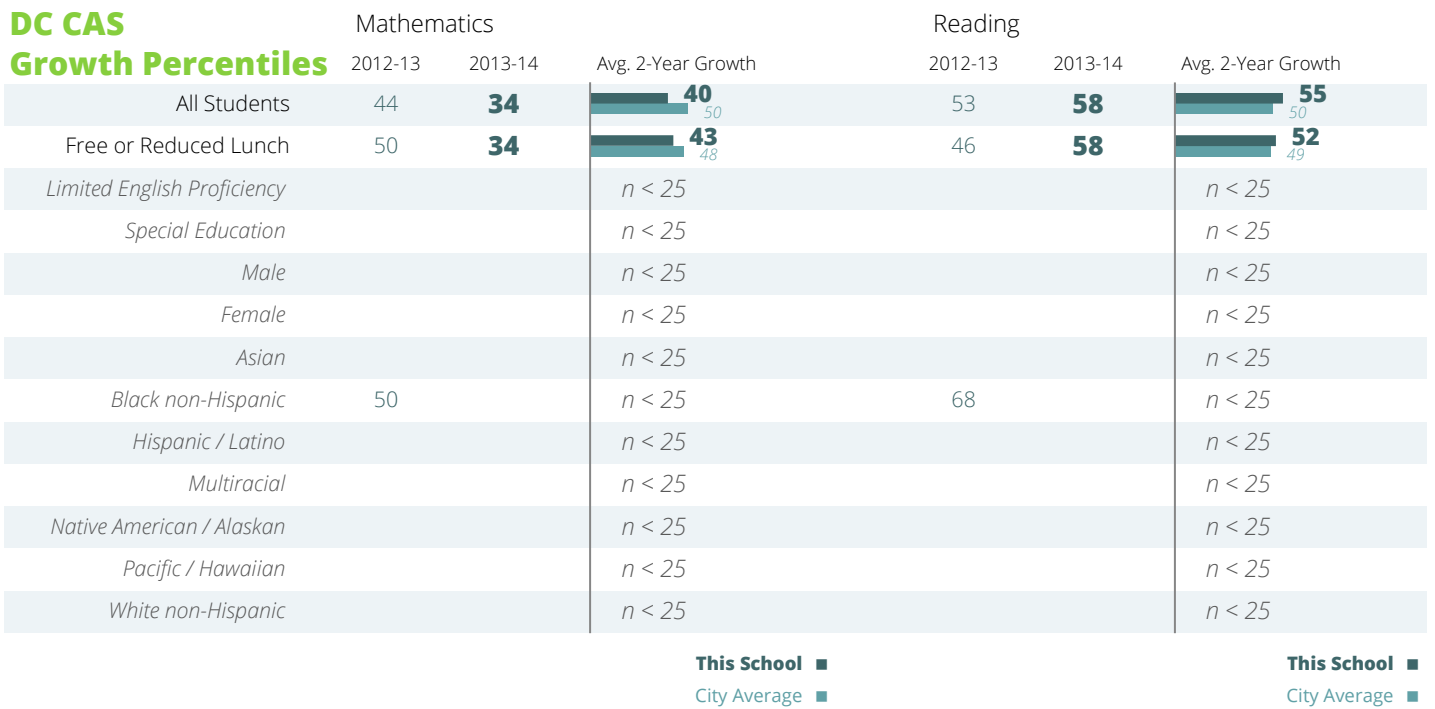 DC CAS Mathematics Reading
Growth Percentiles 2012-13 2013-14 Avg. 2-Year Growth 2012-13 2013-14 Avg. 2-Year Growth
All Students 44 34 40 50 53 58 55 50
Free or Reduced Lunch 50 34 43 48 46 58 52 49
Limited English Proficiency n < 25 n < 25
Special Education n < 25 n < 25
Male n < 25 n < 25
Female n < 25 n < 25
Asian n < 25 n < 25
Black non-Hispanic 50 n < 25 68 n < 25
Hispanic / Latino n < 25 n < 25
Multiracial n < 25 n < 25
Native American / Alaskan n < 25 n < 25
Pacific / Hawaiian n < 25 n < 25
White non-Hispanic n < 25 n < 25
This School This School
City Average City Average